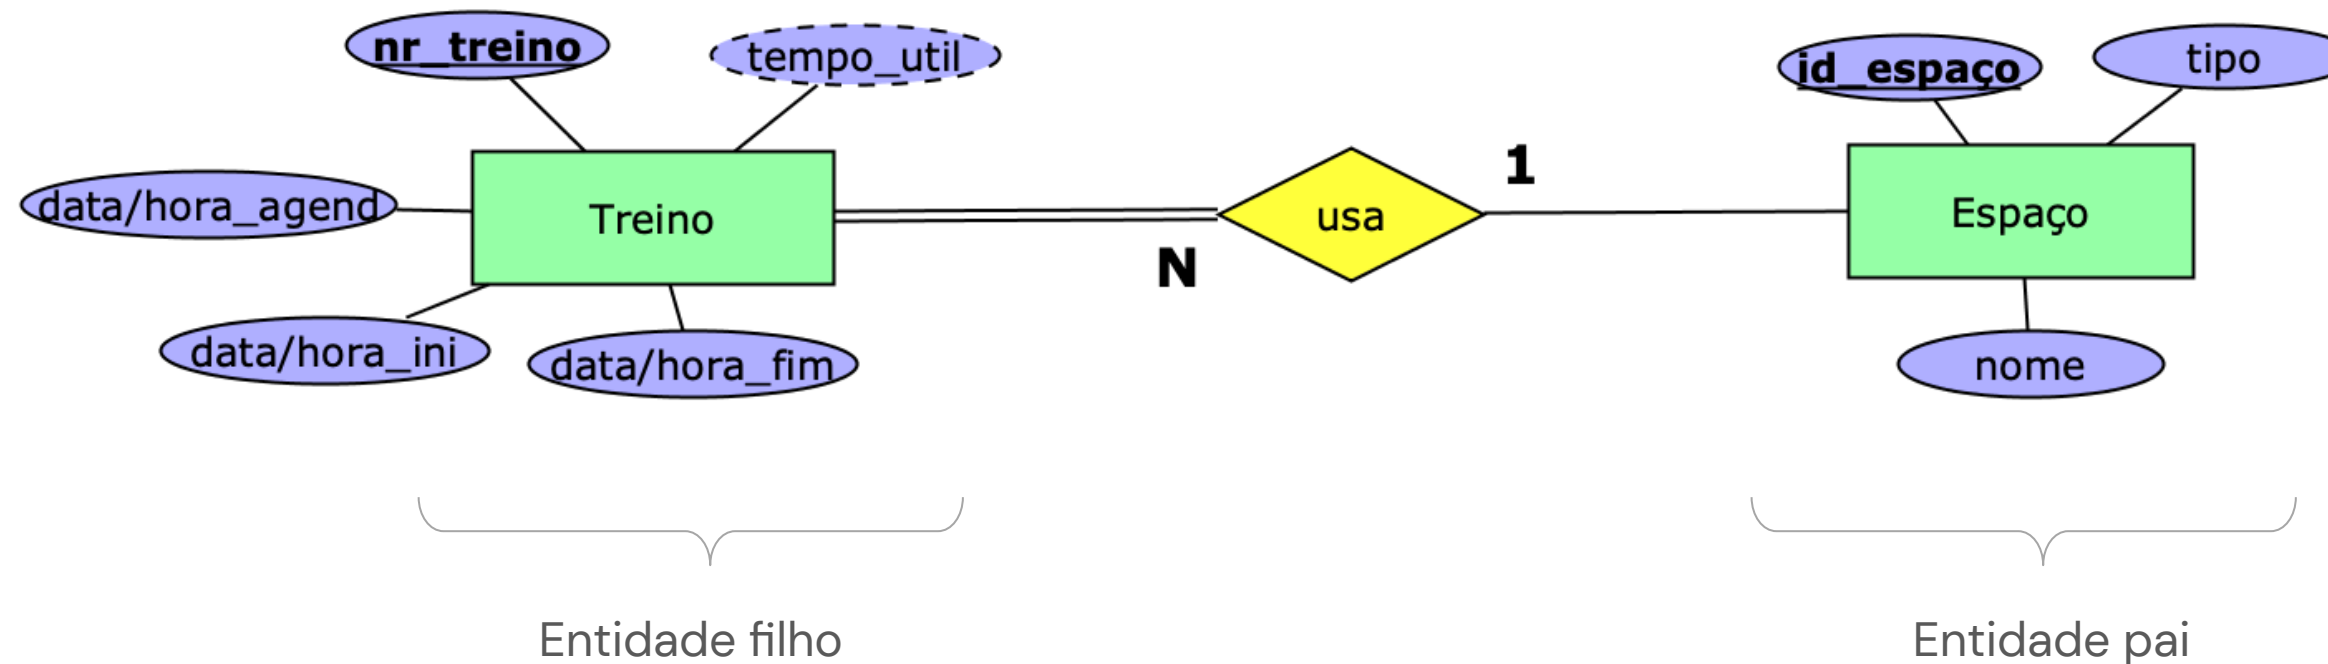 nr_treino
tempo_util
id_espaço
tipo
data/hora_agend
Treino
usa
1
N
Espaço
data/hora_ini
data/hora_fim
nome
Entidade filho
Entidade pai